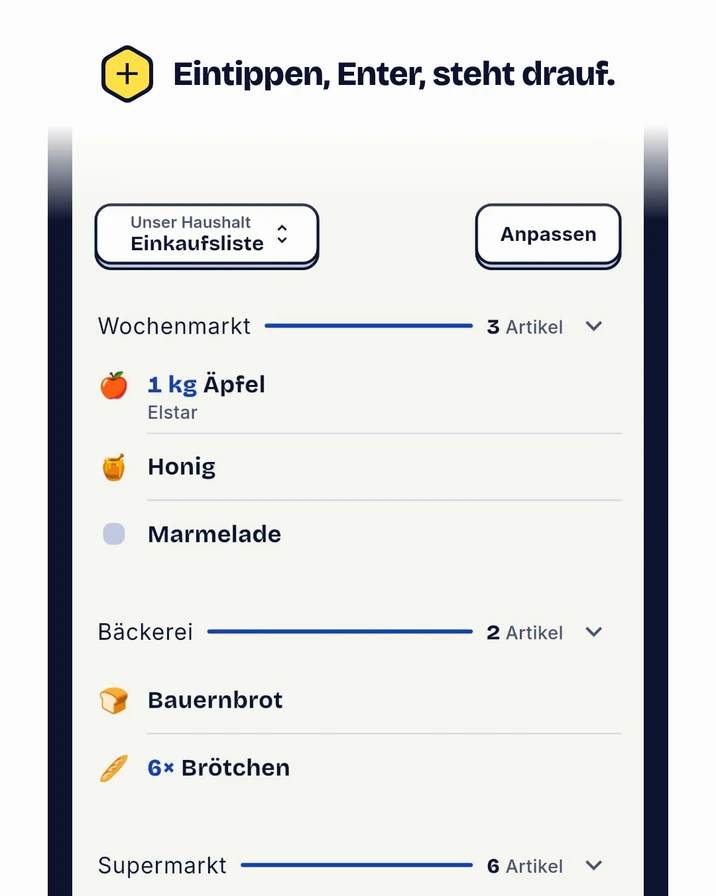 Eintippen, Enter, steht drauf.
Unser Haushalt
Einkaufsliste
Anpassen
Wochenmarkt 3 Artikel
1 kg Äpfel
Elstar
Honig
Marmelade
Bäckerei 2 Artikel
Bauernbrot
6× Brötchen
Supermarkt 6 Artikel